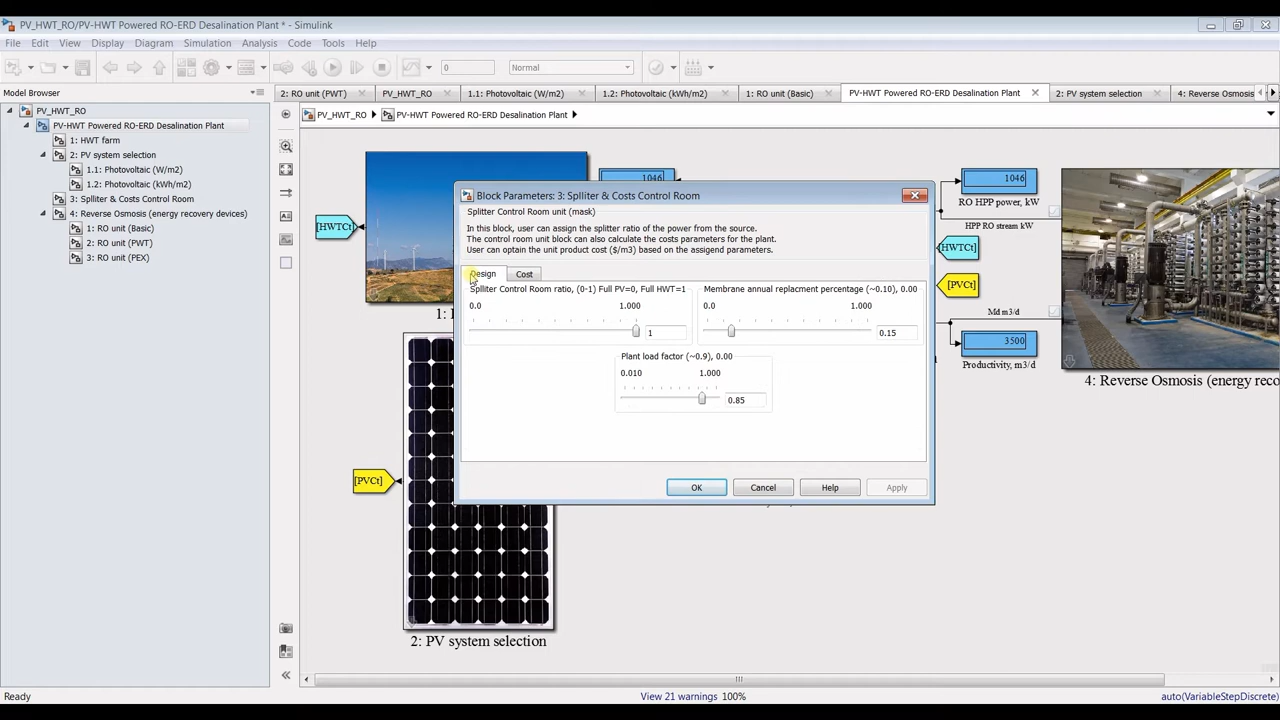 PV_HWT_RO/PV-HWT Powered RO-ERD Desalination Plant * - Simulink
File Edit View Display Diagram Simulation Analysis Code Tools Help
0 Normal
Model Browser
2: RO unit (PWT) PV_HWT_RO 1.1: Photovoltaic (W/m2) 1.2: Photovoltaic (kWh/m2) 1: RO unit (Basic) PV-HWT Powered RO-ERD Desalination Plant 2: PV system selection 4: Reverse Osmosis
PV_HWT_RO PV-HWT Powered RO-ERD Desalination Plant
PV_HWT_RO
PV-HWT Powered RO-ERD Desalination Plant
1: HWT farm
2: PV system selection
1.1: Photovoltaic (W/m2)
1.2: Photovoltaic (kWh/m2)
3: Splliter & Costs Control Room
4: Reverse Osmosis (energy recovery devices)
1: RO unit (Basic)
2: RO unit (PWT)
3: RO unit (PEX)
1046
[HWTCt]
1: 
[PVCt]
2: PV system selection
Block Parameters: 3: Spllier & Costs Control Room
Splitter Control Room unit (mask)
In this block, user can assign the splitter ratio of the power from the source.
The control room unit block can also calculate the costs parameters for the plant.
User can optain the unit product cost ($/m3) based on the assigend parameters.
Design Cost
Splliter Control Room ratio, (0-1) Full PV=0, Full HWT=1
0.0 1.000
1
Membrane annual replacment percentage (~0.10), 0.00
0.0 1.000
0.15
Plant load factor (~0.9), 0.00
0.010 1.000
0.85
OK Cancel Help Apply
1046
RO HPP power, kW
HPP RO stream kW
[HWTCt]
[PVCt]
Md m3/d
3500
Productivity, m3/d
4: Reverse Osmosis (energy reco
Ready View 21 warnings 100% auto(VariableStepDiscrete)